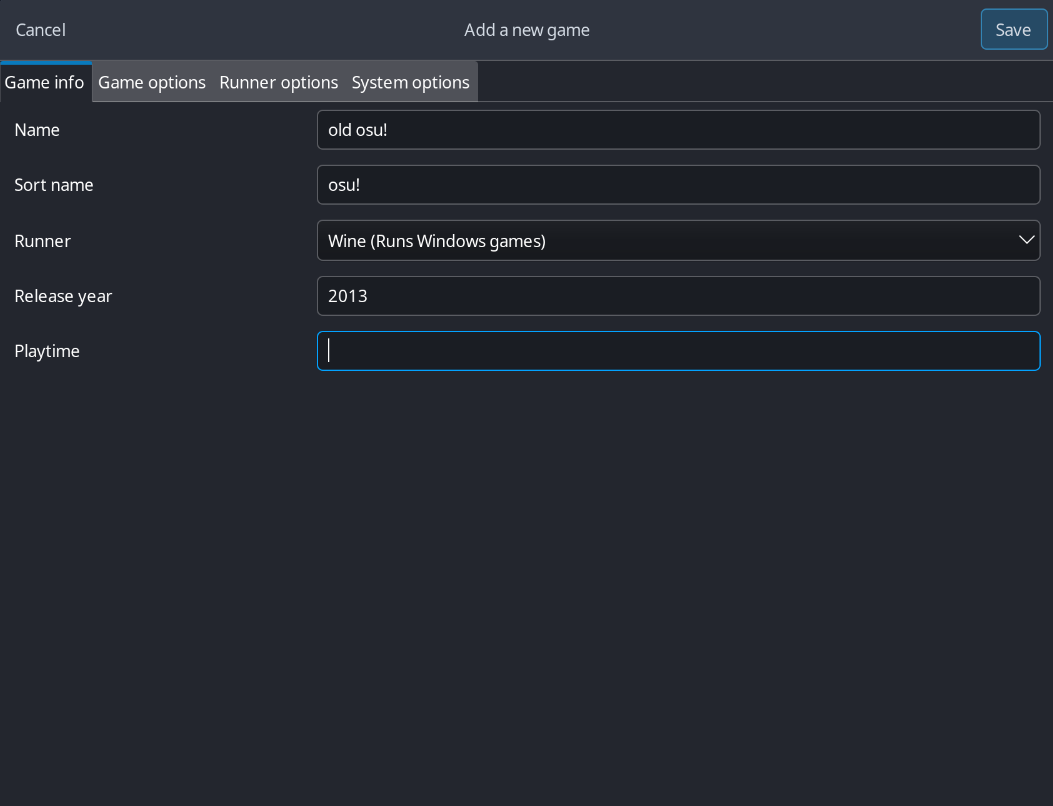 Cancel Add a new game Save
Game info Game options Runner options System options
Name old osu!
Sort name osu!
Runner Wine (Runs Windows games)
Release year 2013
Playtime